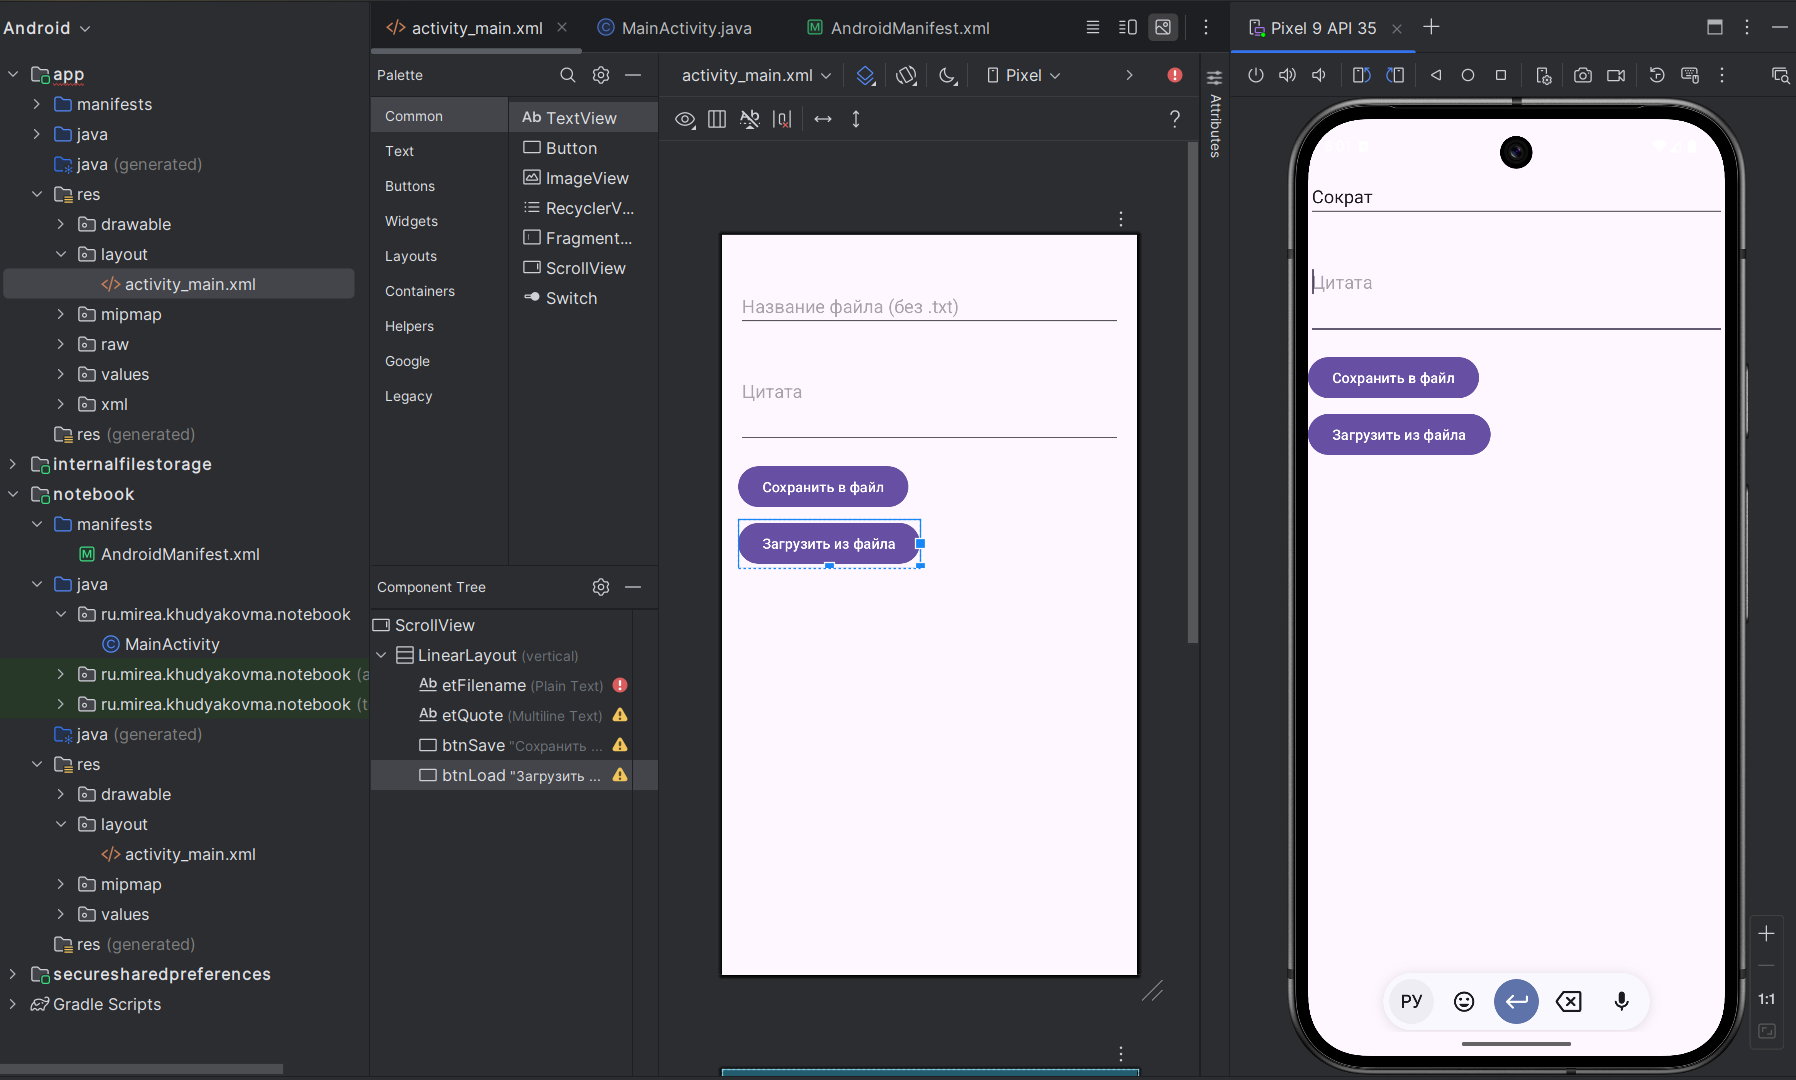 Android
activity_main.xml
MainActivity.java
AndroidManifest.xml
Pixel 9 API 35
app
manifests
java
java (generated)
res
drawable
layout
activity_main.xml
mipmap
raw
values
xml
res (generated)
internalfilestorage
notebook
manifests
AndroidManifest.xml
java
ru.mirea.khudyakovma.notebook
MainActivity
ru.mirea.khudyakovma.notebook (a
ru.mirea.khudyakovma.notebook (t
java (generated)
res
drawable
layout
activity_main.xml
mipmap
values
res (generated)
securesharedpreferences
Gradle Scripts
Palette
Common
Text
Buttons
Widgets
Layouts
Containers
Helpers
Google
Legacy
Ab TextView
Button
ImageView
RecyclerV...
Fragment...
ScrollView
Switch
Component Tree
ScrollView
LinearLayout (vertical)
Ab etFilename (Plain Text)
Ab etQuote (Multiline Text)
btnSave "Сохранить ...
btnLoad "Загрузить ...
activity_main.xml
Pixel
?
Attributes
Название файла (без .txt)
Цитата
Сохранить в файл
Загрузить из файла
Сократ
Цитата
Сохранить в файл
Загрузить из файла
РУ
1:1